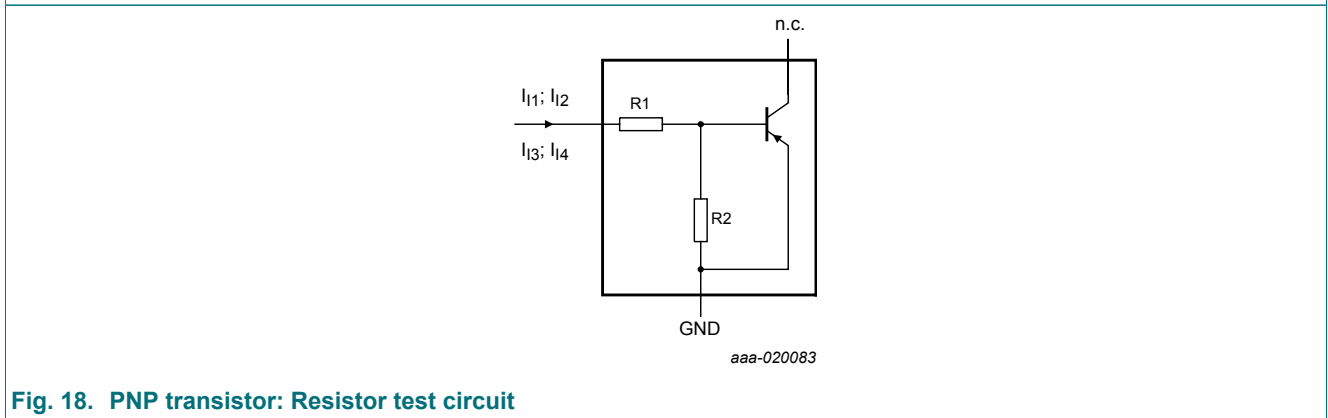 n.c.
I_I1; I_I2
R1
I_I3; I_I4
R2
GND
aaa-020083
Fig. 18. PNP transistor: Resistor test circuit